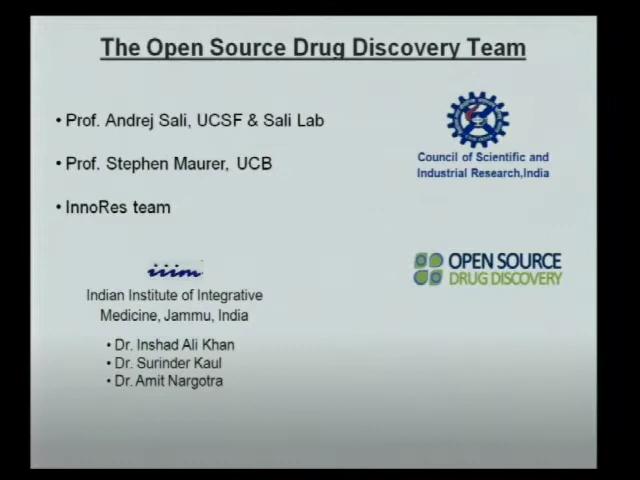 The Open Source Drug Discovery Team
• Prof. Andrej Sali, UCSF & Sali Lab
• Prof. Stephen Maurer, UCB
• InnoRes team
iiim
Indian Institute of Integrative
Medicine, Jammu, India
• Dr. Inshad Ali Khan
• Dr. Surinder Kaul
• Dr. Amit Nargotra
Council of Scientific and
Industrial Research,India
OPEN SOURCE
DRUG DISCOVERY